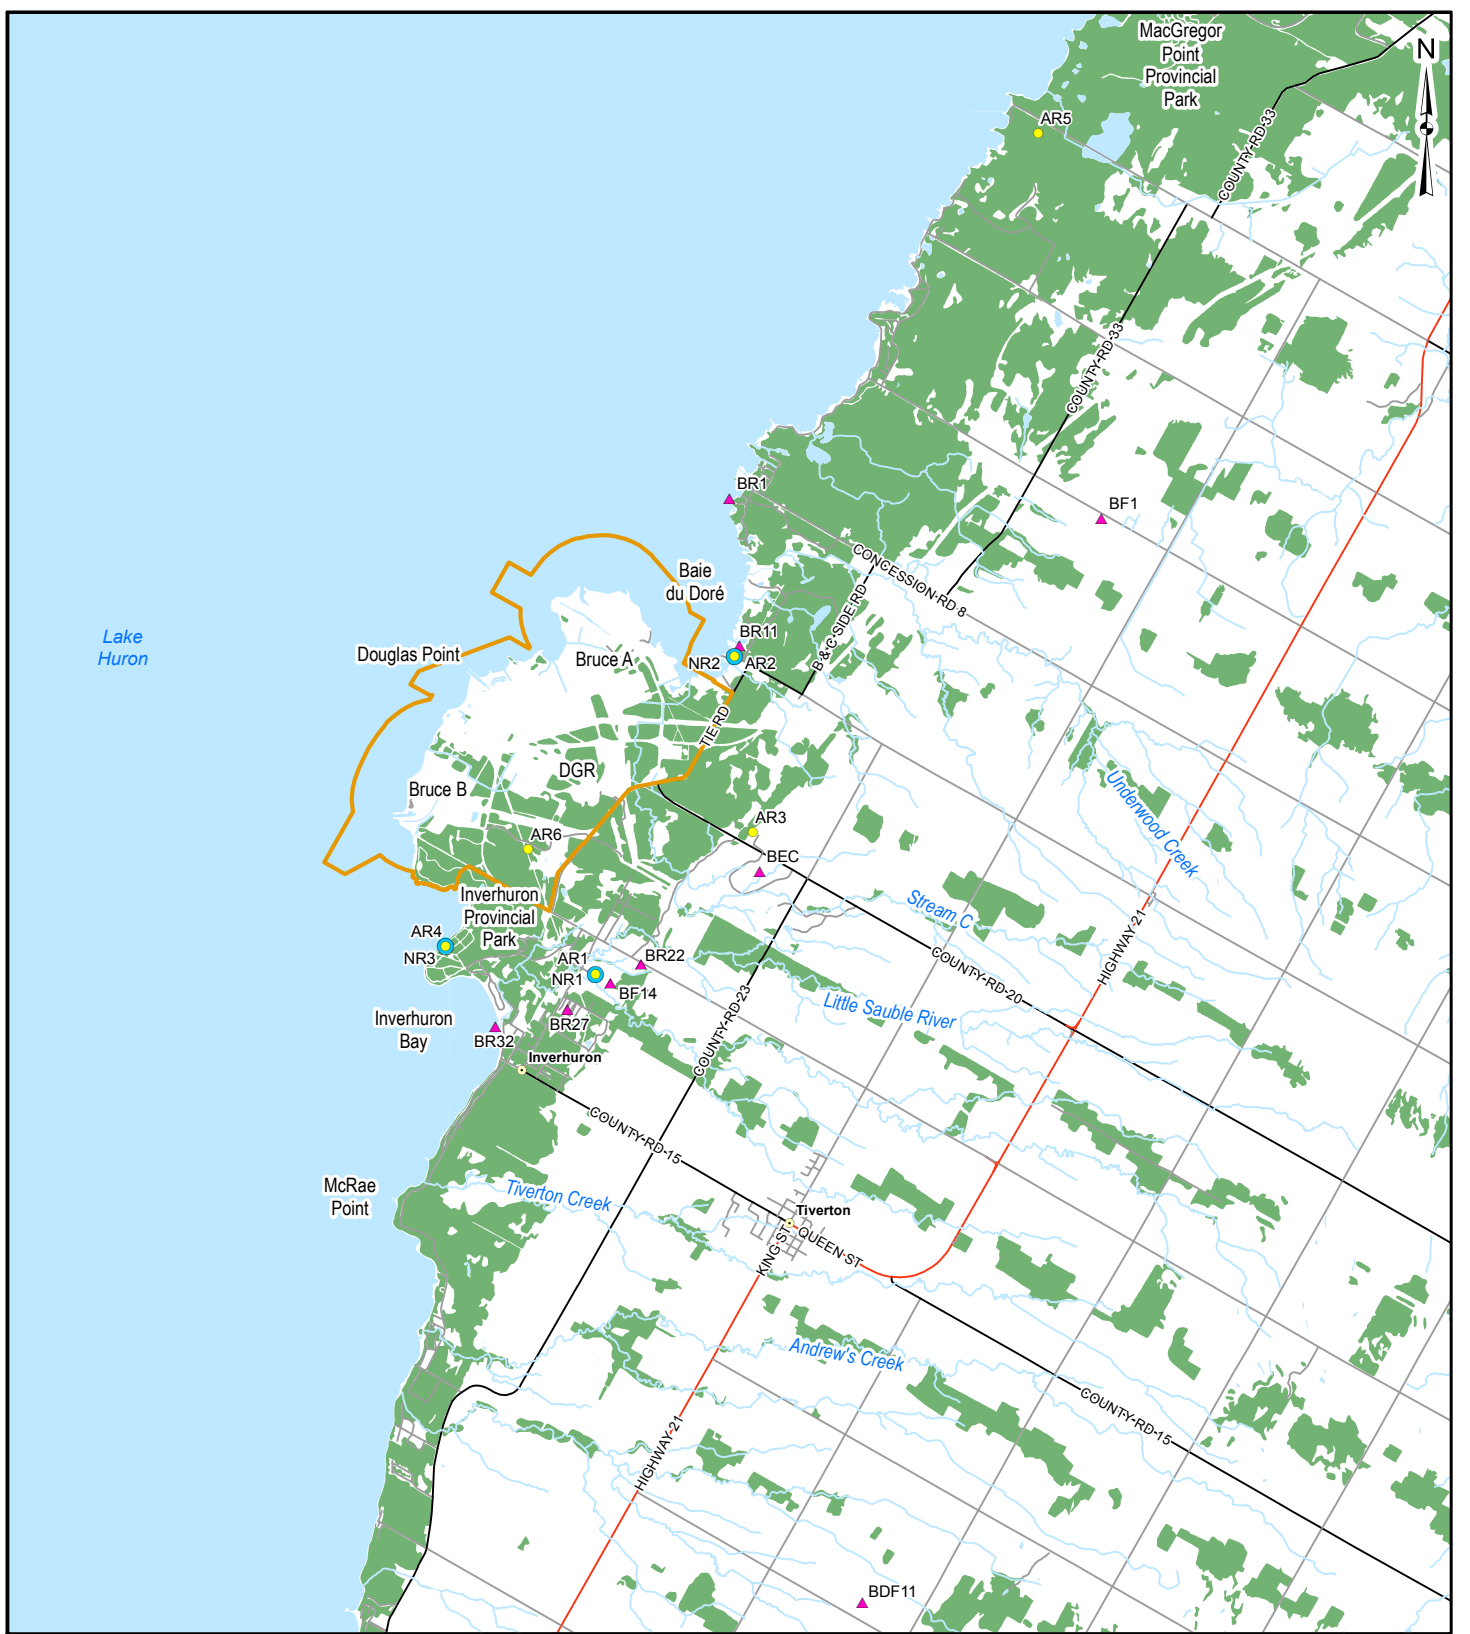 MacGregor
Point
Provincial
Park
N
AR5
COUNTY RD 33
COUNTY RD 33
BR1
BF1
CONCESSION RD 8
Baie
du Doré
B & C SIDE RD
Lake
Huron
BR11
Douglas Point
Bruce A
NR2
AR2
TIE RD
DGR
Bruce B
Underwood Creek
AR3
AR6
BEC
Inverhuron
Provincial
Park
Stream C
HIGHWAY 21
AR4
NR3
AR1
NR1
BR22
BF14
COUNTY RD 20
Little Sauble River
COUNTY RD 23
Inverhuron
Bay
BR27
BR32
Inverhuron
COUNTY RD 15
McRae
Point
Tiverton Creek
Tiverton
KING ST
QUEEN ST
Andrew's Creek
COUNTY RD 15
HIGHWAY 21
BDF11